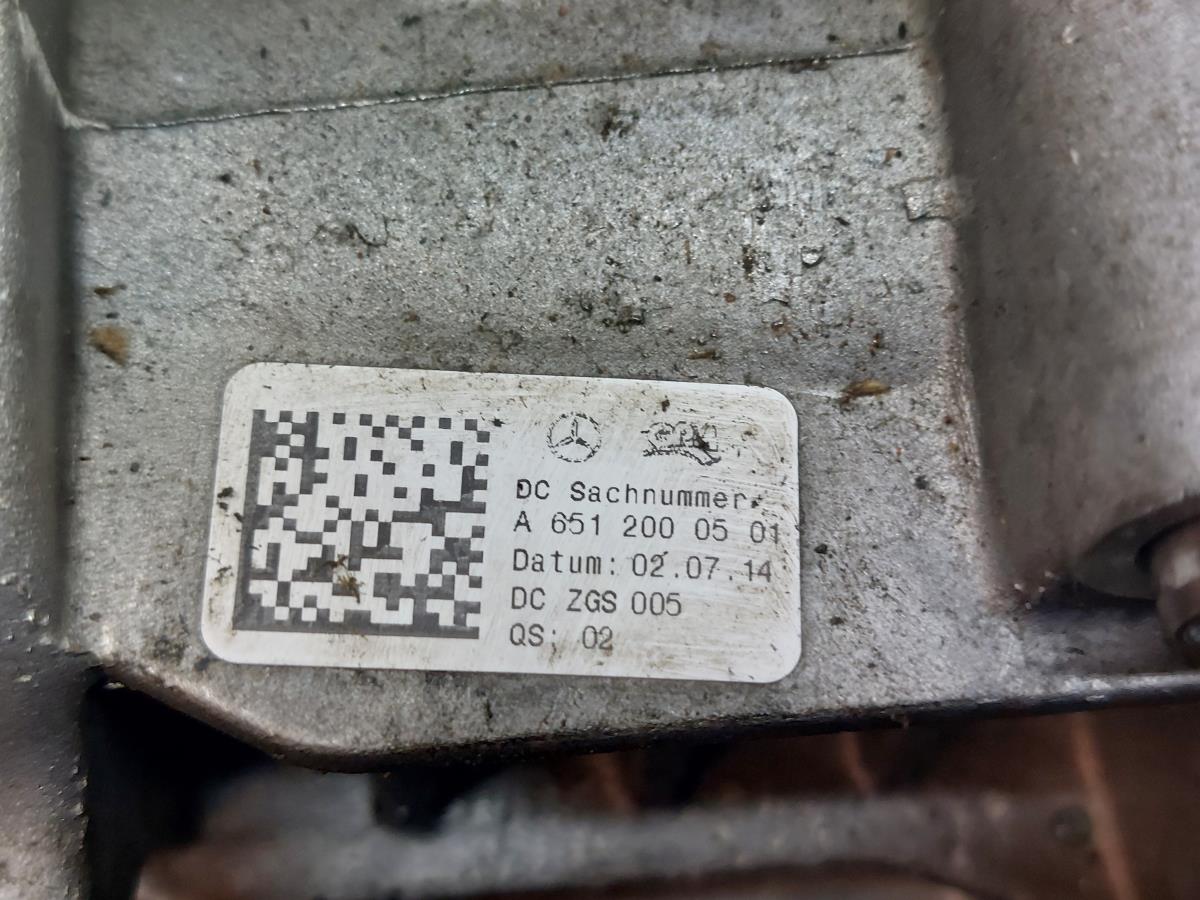 DC Sachnummer:
A 651 200 05 01
Datum: 02.07.14
DC ZGS 005
QS: 02